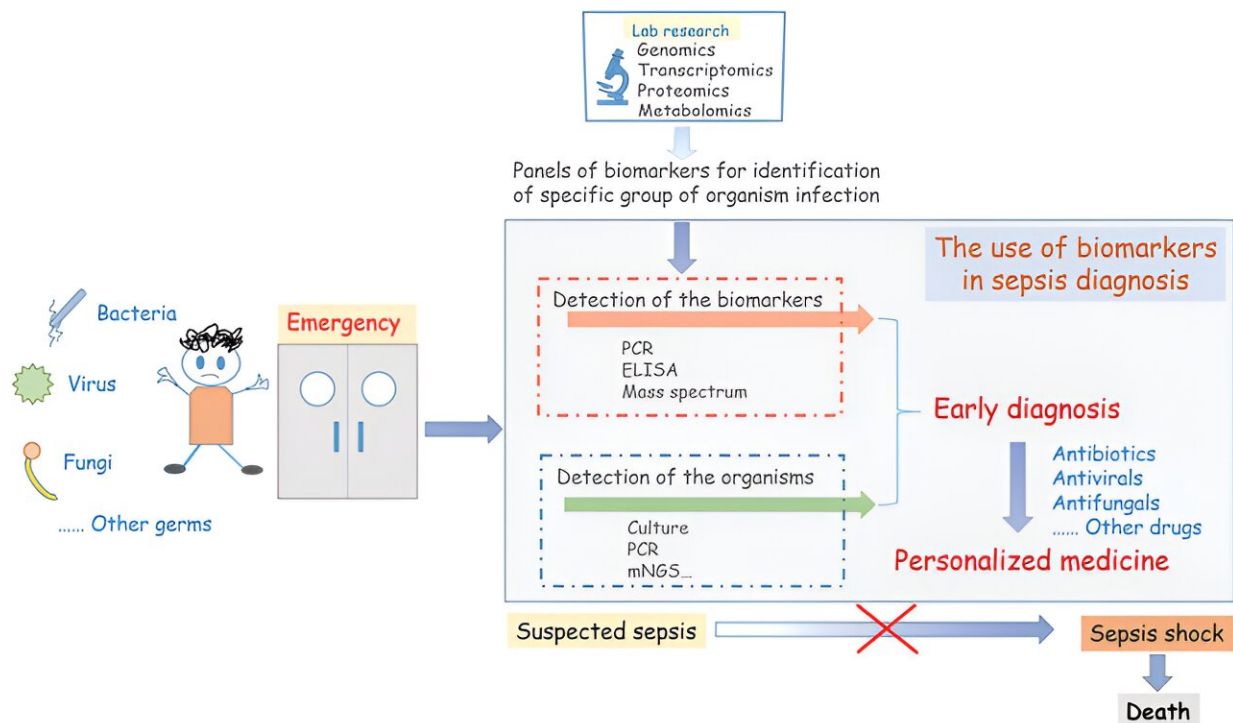 Lab research
Genomics
Transcriptomics
Proteomics
Metabolomics
Panels of biomarkers for identification
of specific group of organism infection
The use of biomarkers
in sepsis diagnosis
Bacteria
Virus
Fungi
...... Other germs
Emergency
Detection of the biomarkers
PCR
ELISA
Mass spectrum
Detection of the organisms
Culture
PCR
mNGS...
Early diagnosis
Antibiotics
Antivirals
Antifungals
...... Other drugs
Personalized medicine
Suspected sepsis
Sepsis shock
Death